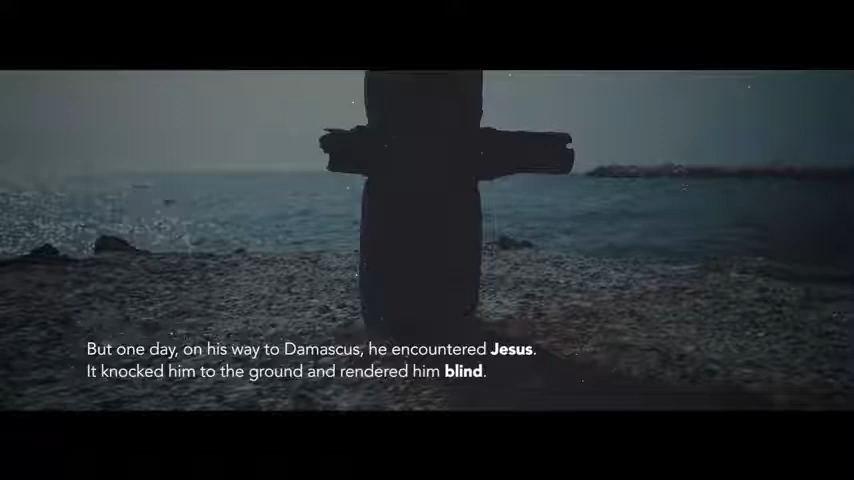 But one day, on his way to Damascus, he encountered Jesus.
It knocked him to the ground and rendered him blind.